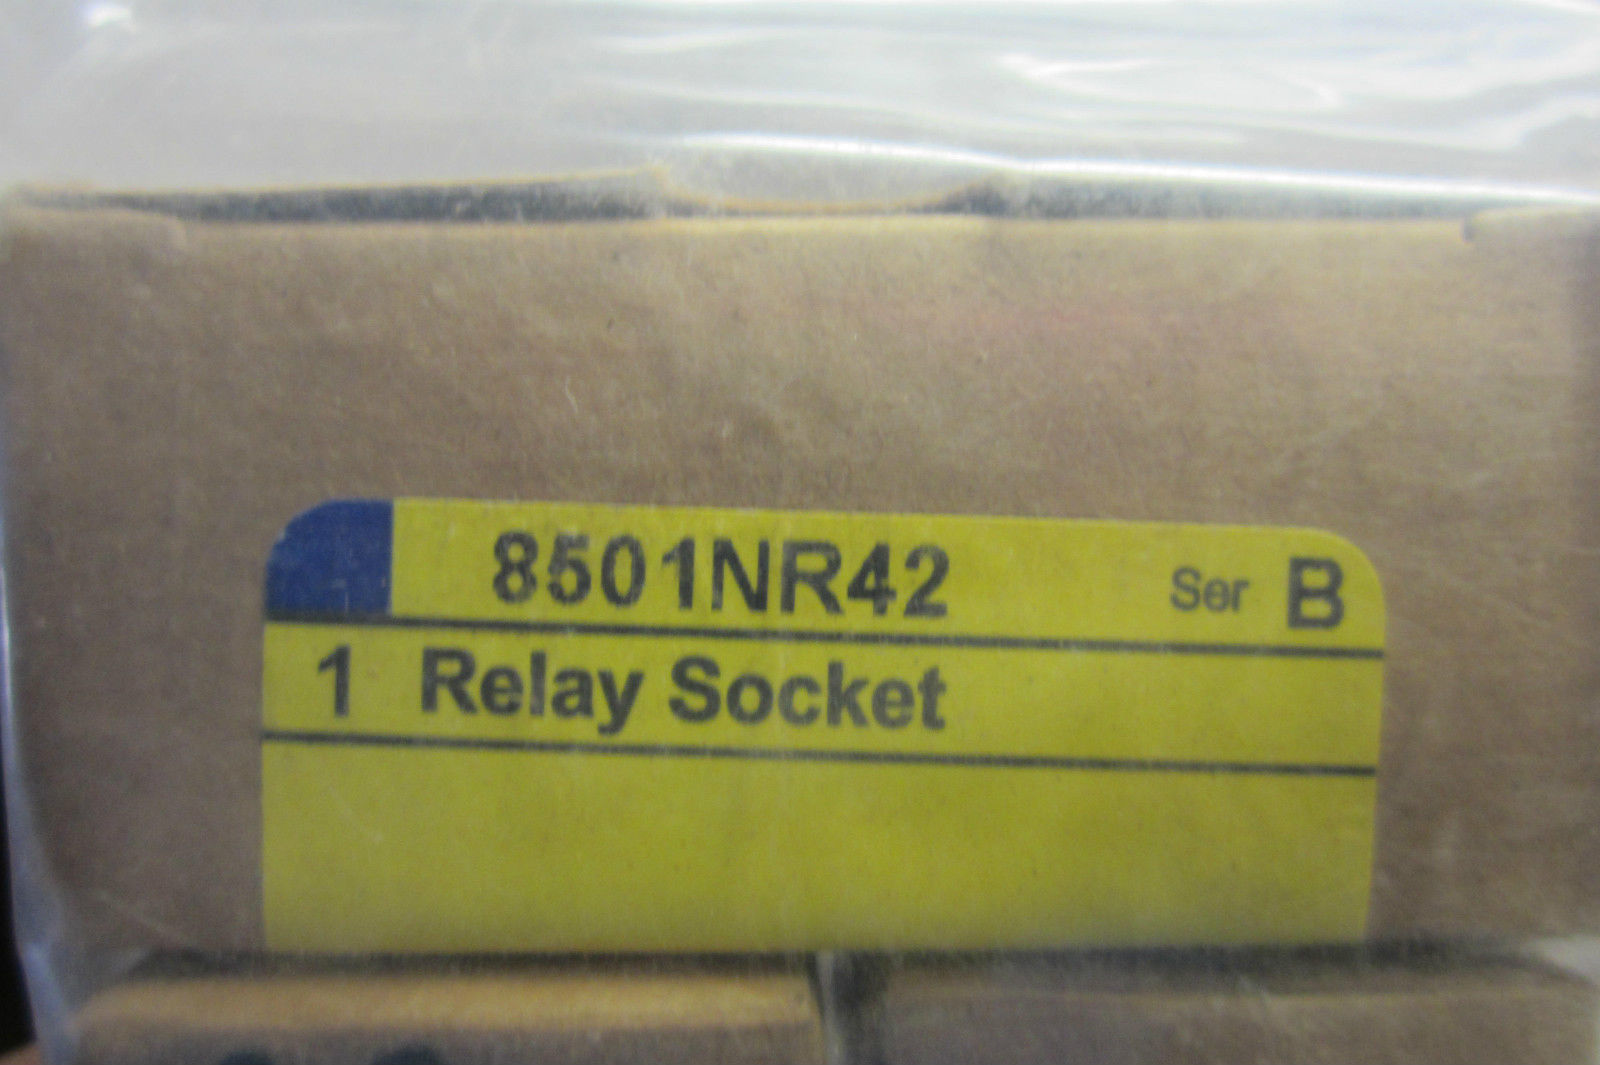 8501NR42 Ser B
1 Relay Socket